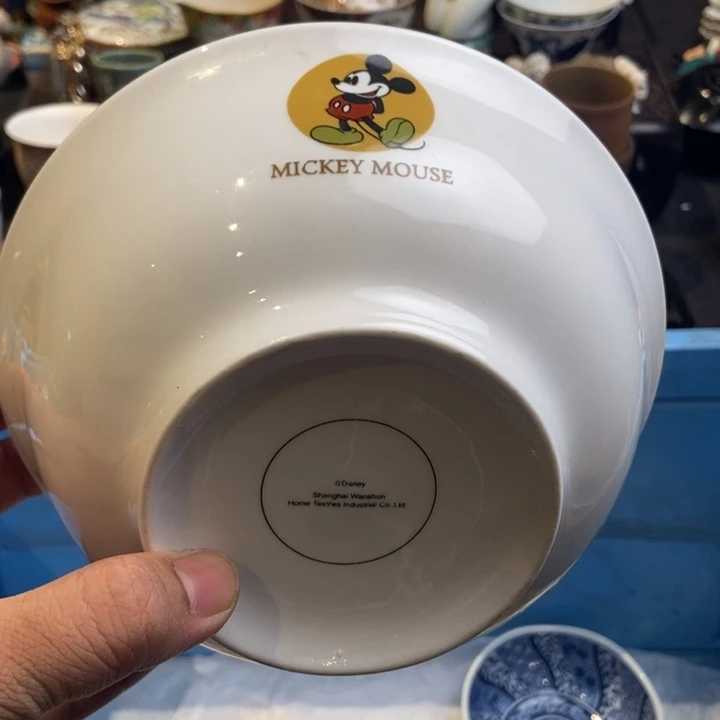 MICKEY MOUSE
©Disney
Shanghai Wanshun
Home Textiles Industrial Co.,Ltd.